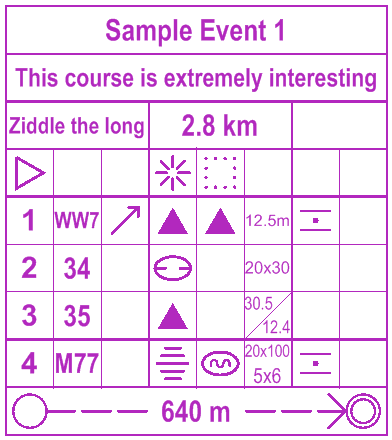 Sample Event 1
This course is extremely interesting
Ziddle the long 2.8 km
1 WW7 12.5m
2 34 20x30
3 35 30.5 12.4
4 M77 20x100 5x6
640 m